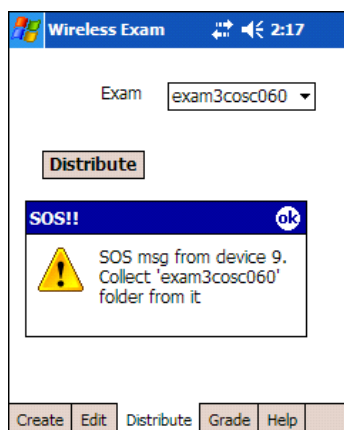 Wireless Exam 2:17
Exam exam3cosc060
Distribute
SOS!! ok
SOS msg from device 9.
Collect 'exam3cosc060'
folder from it
Create Edit Distribute Grade Help